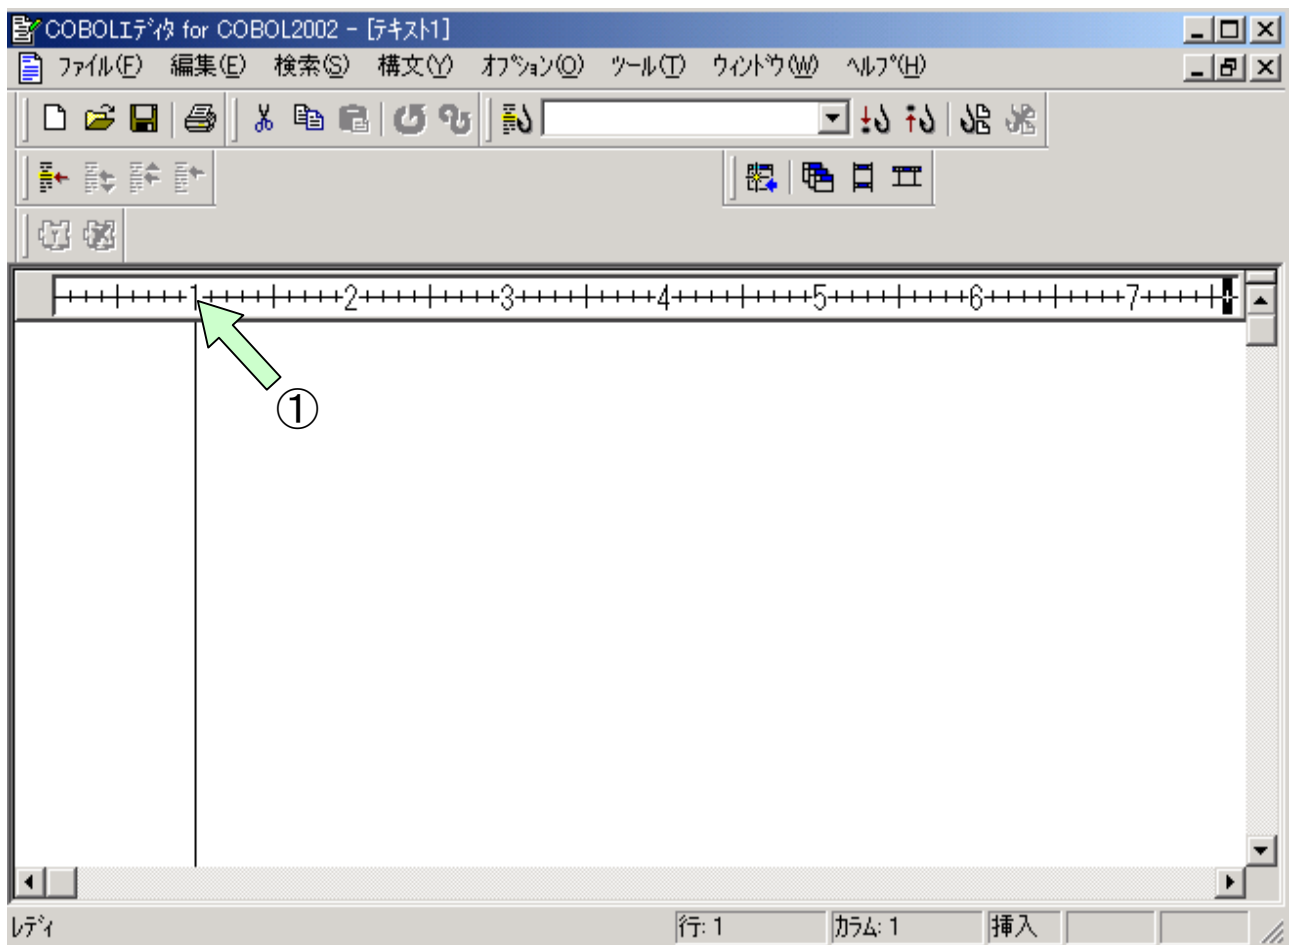 COBOLｴﾃﾞｨﾀ for COBOL2002 - [ﾃｷｽﾄ1]
ﾌｧｲﾙ(F) 編集(E) 検索(S) 構文(Y) ｵﾌﾟｼｮﾝ(O) ﾂｰﾙ(T) ｳｨﾝﾄﾞｳ(W) ﾍﾙﾌﾟ(H)
1 2 3 4 5 6 7
①
ﾚﾃﾞｨ 行: 1 ｶﾗﾑ: 1 挿入